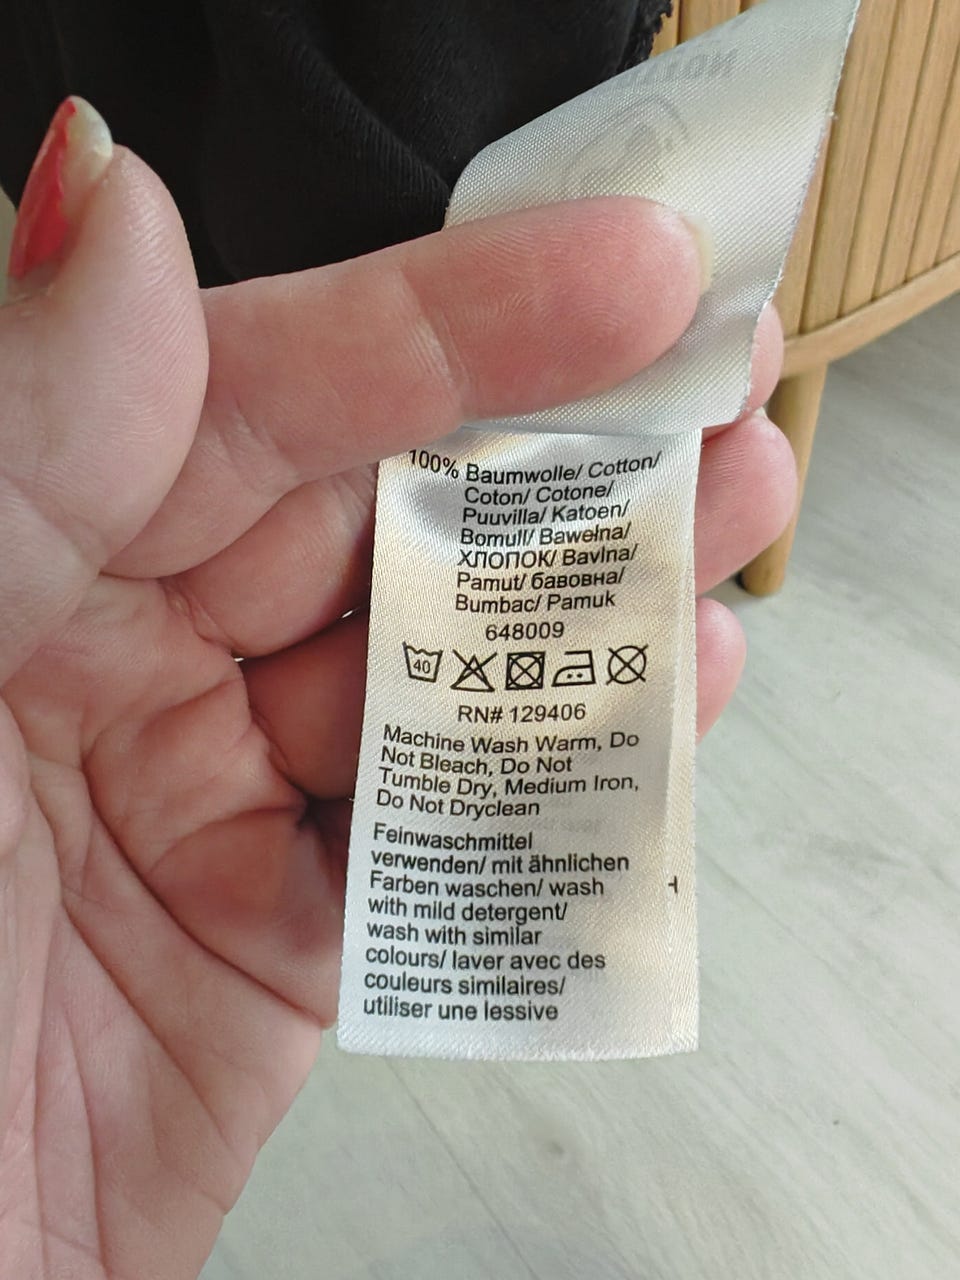 100% Baumwolle/ Cotton/
Coton/ Cotone/
Puuvilla/ Katoen/
Bomull/ Bawełna/
ХЛОПОК/ Bavlna/
Pamut/ бавовна/
Bumbac/ Pamuk
648009
40
RN# 129406
Machine Wash Warm, Do
Not Bleach, Do Not
Tumble Dry, Medium Iron,
Do Not Dryclean
Feinwaschmittel
verwenden/ mit ähnlichen
Farben waschen/ wash
with mild detergent/
wash with similar
colours/ laver avec des
couleurs similaires/
utiliser une lessive